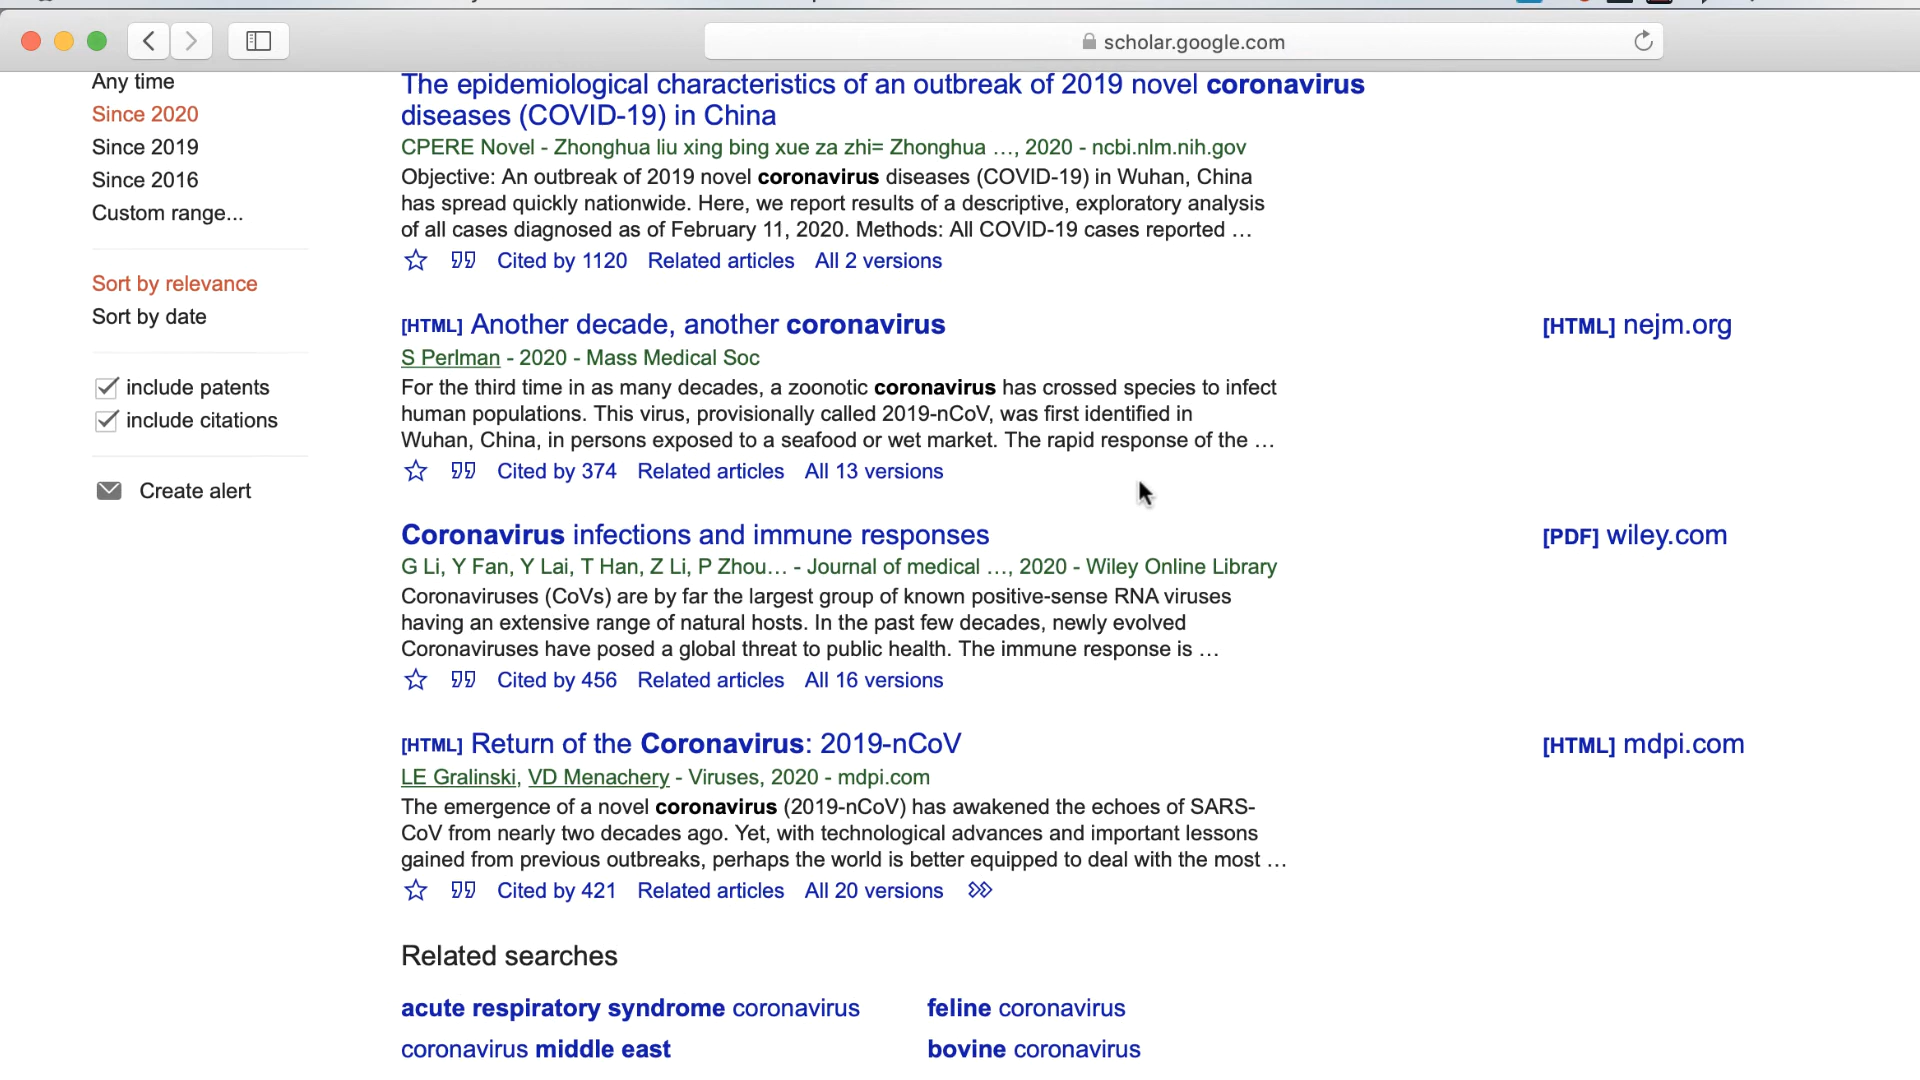 scholar.google.com
Any time
Since 2020
Since 2019
Since 2016
Custom range...
Sort by relevance
Sort by date
include patents
include citations
Create alert
The epidemiological characteristics of an outbreak of 2019 novel coronavirus
diseases (COVID-19) in China
CPERE Novel - Zhonghua liu xing bing xue za zhi= Zhonghua …, 2020 - ncbi.nlm.nih.gov
Objective: An outbreak of 2019 novel coronavirus diseases (COVID-19) in Wuhan, China
has spread quickly nationwide. Here, we report results of a descriptive, exploratory analysis
of all cases diagnosed as of February 11, 2020. Methods: All COVID-19 cases reported …
Cited by 1120 Related articles All 2 versions
[HTML] Another decade, another coronavirus
[HTML] nejm.org
S Perlman - 2020 - Mass Medical Soc
For the third time in as many decades, a zoonotic coronavirus has crossed species to infect
human populations. This virus, provisionally called 2019-nCoV, was first identified in
Wuhan, China, in persons exposed to a seafood or wet market. The rapid response of the …
Cited by 374 Related articles All 13 versions
Coronavirus infections and immune responses
[PDF] wiley.com
G Li, Y Fan, Y Lai, T Han, Z Li, P Zhou… - Journal of medical …, 2020 - Wiley Online Library
Coronaviruses (CoVs) are by far the largest group of known positive-sense RNA viruses
having an extensive range of natural hosts. In the past few decades, newly evolved
Coronaviruses have posed a global threat to public health. The immune response is …
Cited by 456 Related articles All 16 versions
[HTML] Return of the Coronavirus: 2019-nCoV
[HTML] mdpi.com
LE Gralinski, VD Menachery - Viruses, 2020 - mdpi.com
The emergence of a novel coronavirus (2019-nCoV) has awakened the echoes of SARS-
CoV from nearly two decades ago. Yet, with technological advances and important lessons
gained from previous outbreaks, perhaps the world is better equipped to deal with the most …
Cited by 421 Related articles All 20 versions
Related searches
acute respiratory syndrome coronavirus
feline coronavirus
coronavirus middle east
bovine coronavirus